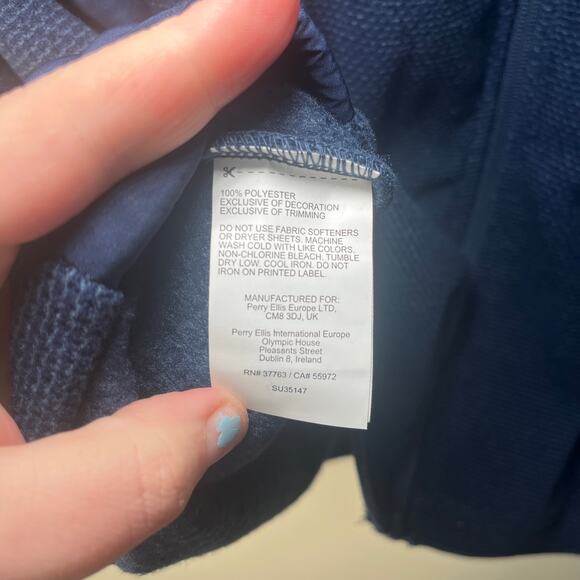 100% POLYESTER
EXCLUSIVE OF DECORATION
EXCLUSIVE OF TRIMMING
DO NOT USE FABRIC SOFTENERS
OR DRYER SHEETS. MACHINE
WASH COLD WITH LIKE COLORS.
NON-CHLORINE BLEACH. TUMBLE
DRY LOW. COOL IRON. DO NOT
IRON ON PRINTED LABEL.
MANUFACTURED FOR:
Perry Ellis Europe LTD,
CM8 3DJ, UK
Perry Ellis International Europe
Olympic House
Pleasants Street
Dublin 8, Ireland
RN# 37763 / CA# 55972
SU35147